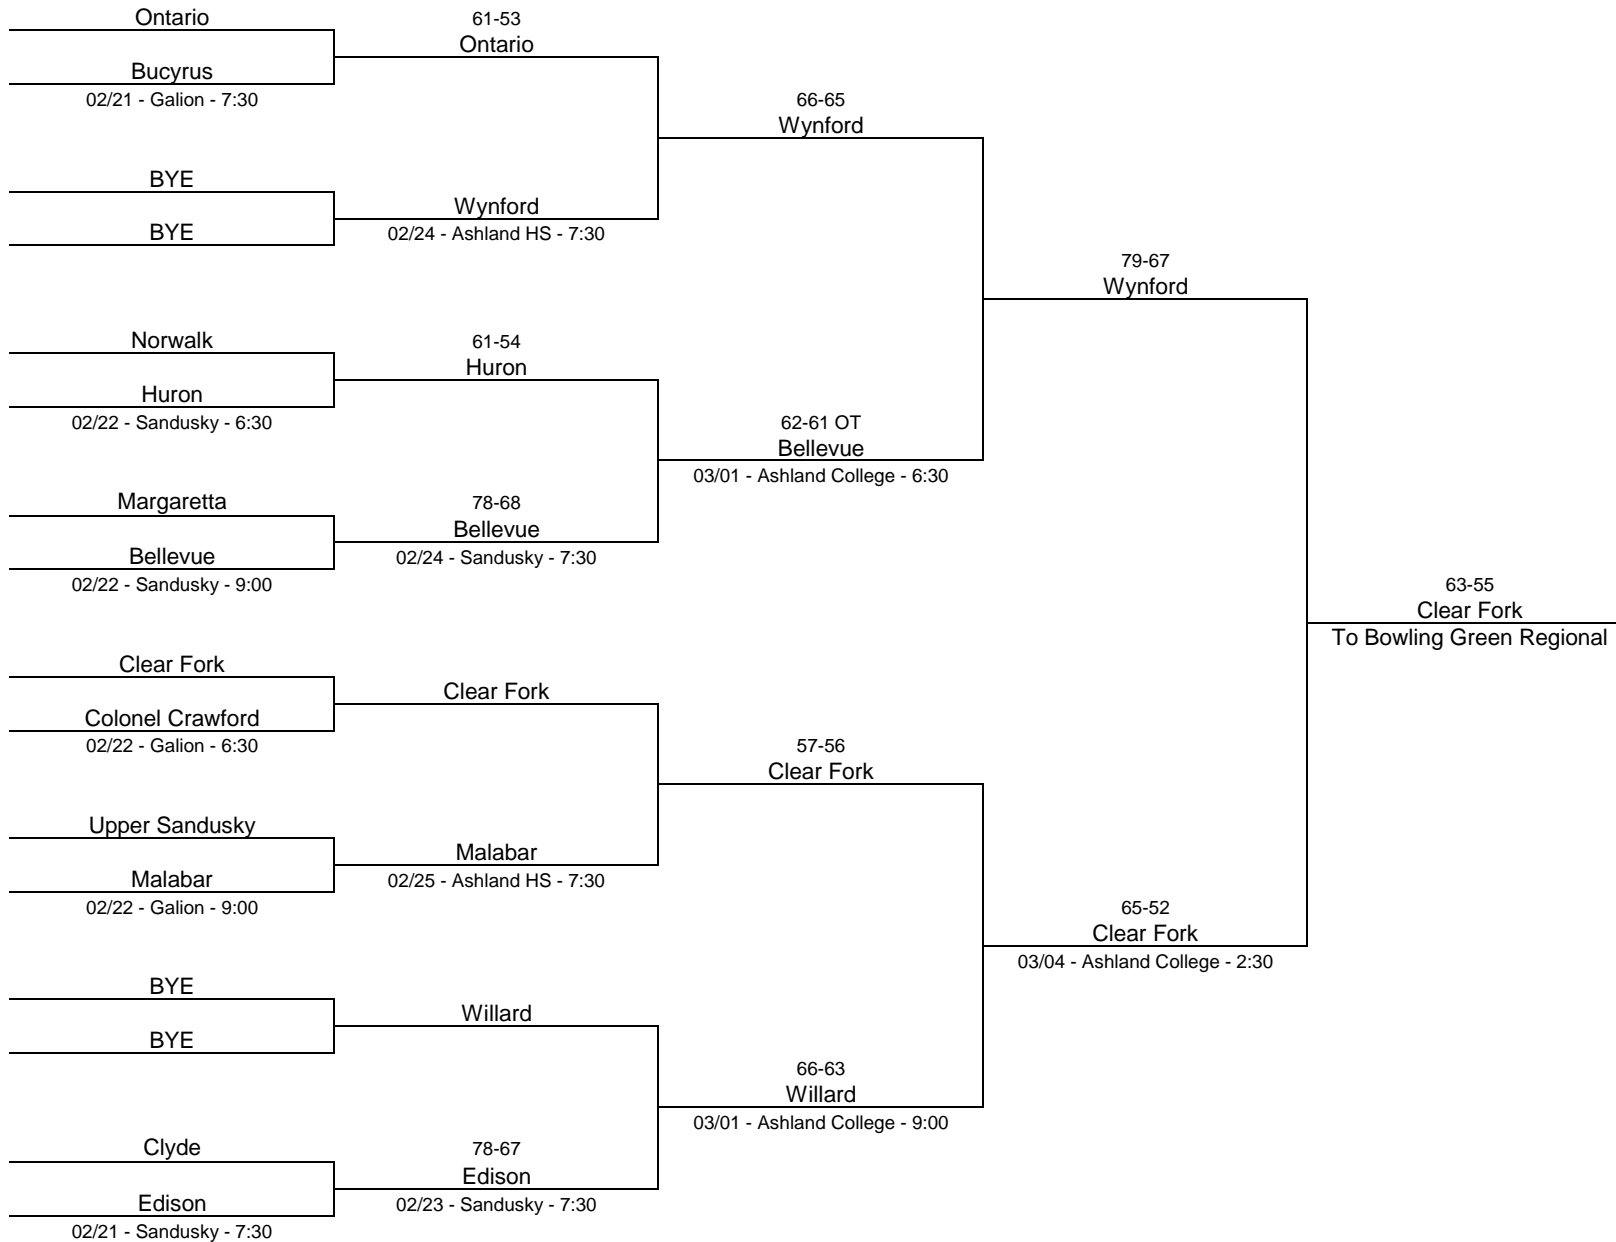 Ontario
Bucyrus
02/21 - Galion - 7:30
BYE
BYE
Norwalk
Huron
02/22 - Sandusky - 6:30
Margaretta
Bellevue
02/22 - Sandusky - 9:00
Clear Fork
Colonel Crawford
02/22 - Galion - 6:30
Upper Sandusky
Malabar
02/22 - Galion - 9:00
BYE
BYE
Clyde
Edison
02/21 - Sandusky - 7:30
61-53
Ontario
Wynford
02/24 - Ashland HS - 7:30
61-54
Huron
78-68
Bellevue
02/24 - Sandusky - 7:30
Clear Fork
Malabar
02/25 - Ashland HS - 7:30
Willard
78-67
Edison
02/23 - Sandusky - 7:30
66-65
Wynford
62-61 OT
Bellevue
03/01 - Ashland College - 6:30
57-56
Clear Fork
66-63
Willard
03/01 - Ashland College - 9:00
79-67
Wynford
65-52
Clear Fork
03/04 - Ashland College - 2:30
63-55
Clear Fork
To Bowling Green Regional